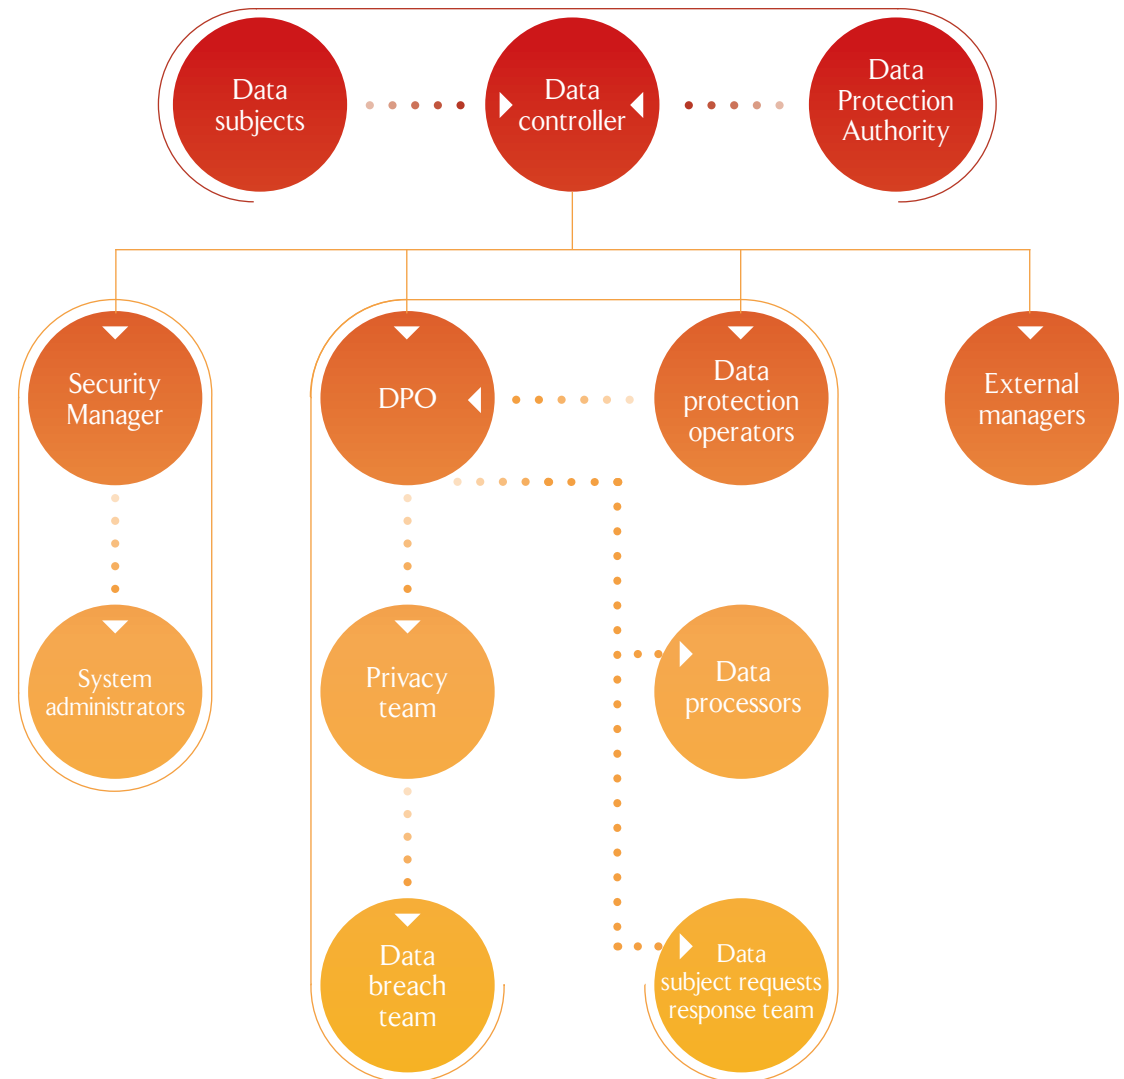 Data
subjects
Data
controller
Data
Protection
Authority
Security
Manager
DPO
Data
protection
operators
External
managers
System
administrators
Privacy
team
Data
processors
Data
breach
team
Data
subject requests
response team